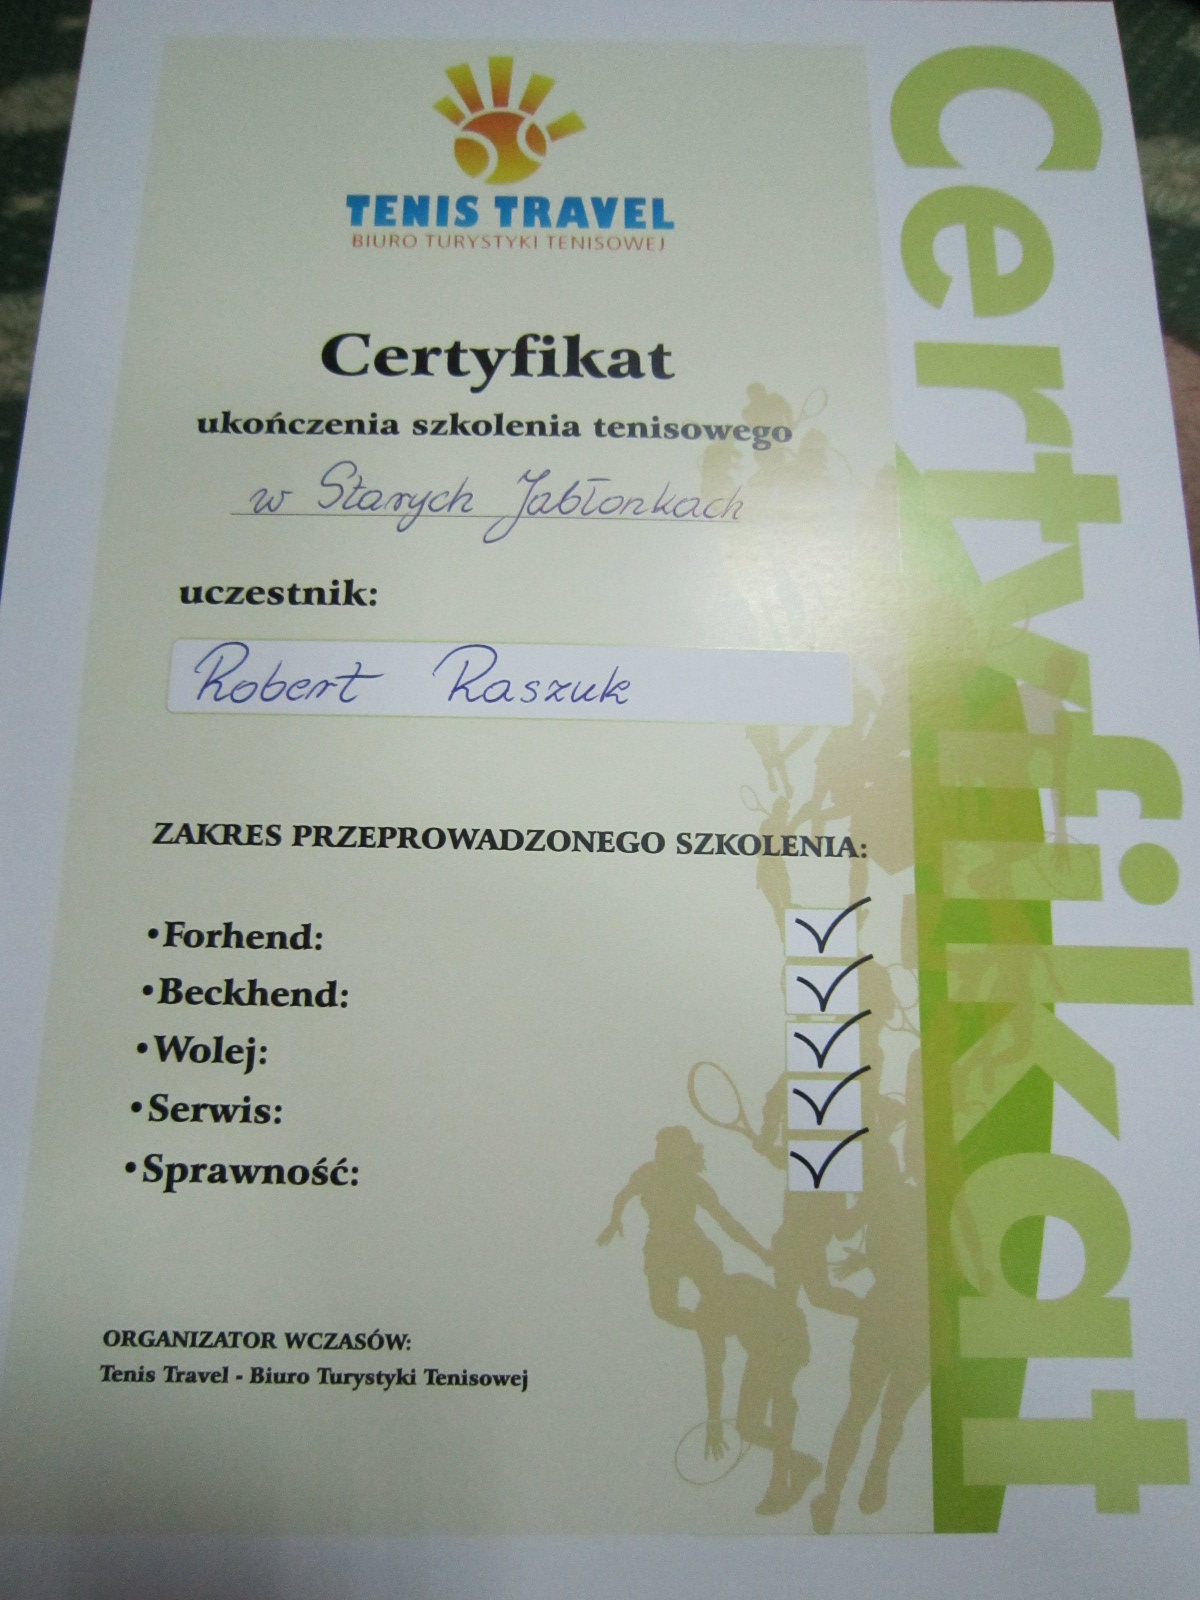 TENIS TRAVEL
BIURO TURYSTYKI TENISOWEJ
Certyfikat
ukończenia szkolenia tenisowego
w Starych Jabłonkach
uczestnik:
Robert Raszuk
ZAKRES PRZEPROWADZONEGO SZKOLENIA:
•Forhend:
•Beckhend:
•Wolej:
•Serwis:
•Sprawność:
ORGANIZATOR WCZASÓW:
Tenis Travel - Biuro Turystyki Tenisowej
Certyfikat